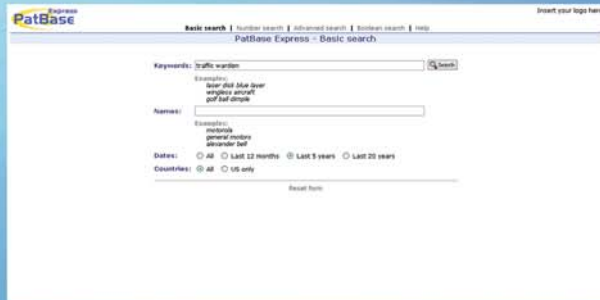 Express
PatBase
Insert your logo here
Basic search | Number search | Advanced search | Boolean search | Help
PatBase Express - Basic search
Keywords: traffic warden Search
Examples:
laser disk blue laser
wingless aircraft
golf ball dimple
Names:
Examples:
motorola
general motors
alexander bell
Dates: All Last 12 months Last 5 years Last 20 years
Countries: All US only
Reset form